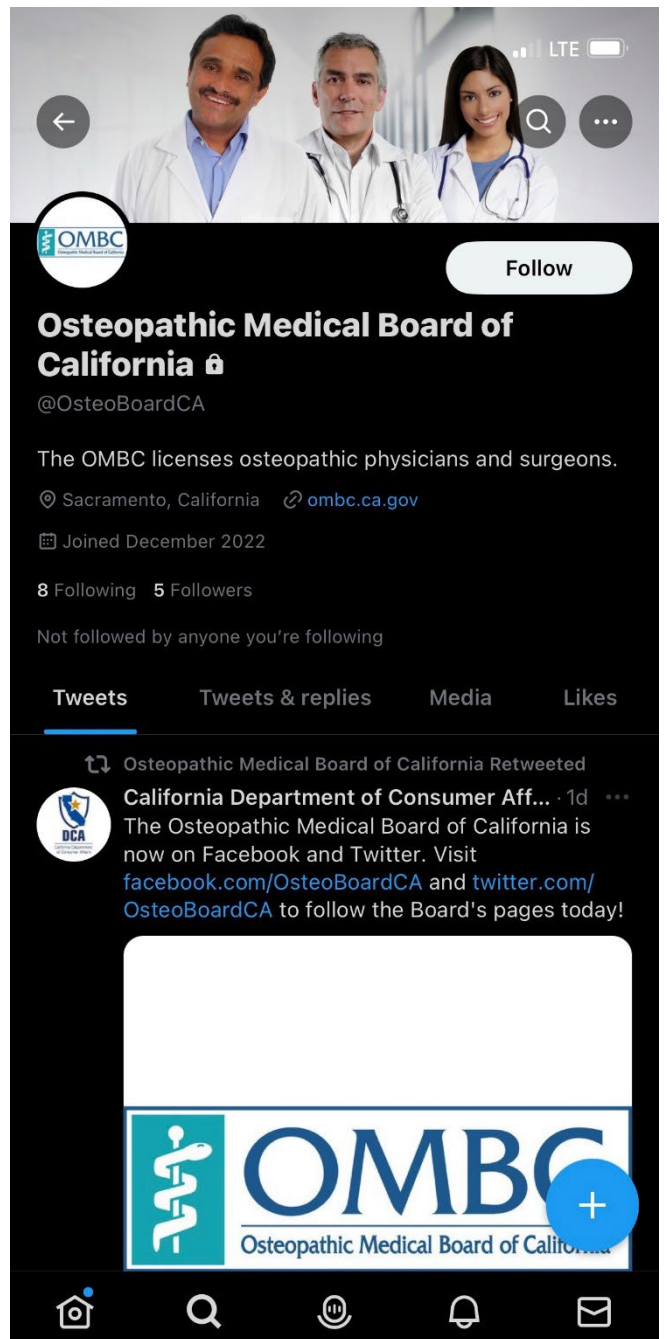 LTE
OMBC
Osteopathic Medical Board of California
Follow
Osteopathic Medical Board of
California
@OsteoBoardCA
The OMBC licenses osteopathic physicians and surgeons.
Sacramento, California ombc.ca.gov
Joined December 2022
8 Following 5 Followers
Not followed by anyone you’re following
Tweets Tweets & replies Media Likes
Osteopathic Medical Board of California Retweeted
California Department of Consumer Aff... · 1d
DCA
The Osteopathic Medical Board of California is
now on Facebook and Twitter. Visit
facebook.com/OsteoBoardCA and twitter.com/
OsteoBoardCA to follow the Board's pages today!
OMBC
Osteopathic Medical Board of California